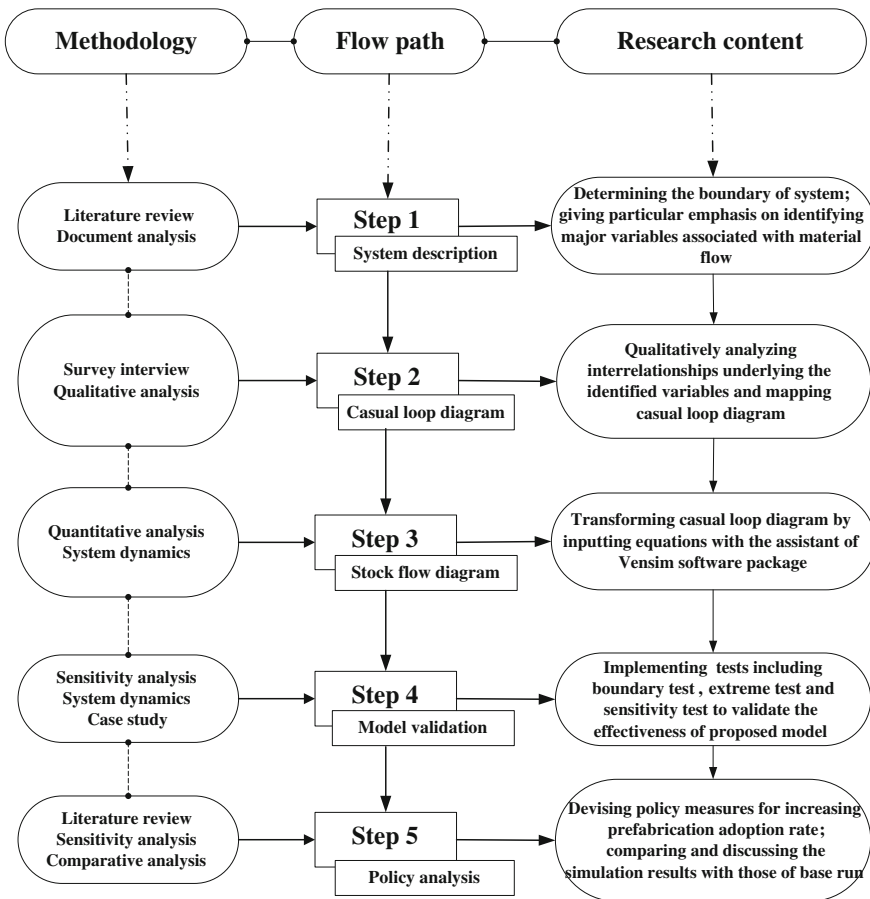 Methodology
Flow path
Research content
Literature review
Document analysis
Step 1
System description
Determining the boundary of system;
giving particular emphasis on identifying
major variables associated with material
flow
Survey interview
Qualitative analysis
Step 2
Casual loop diagram
Qualitatively analyzing
interrelationships underlying the
identified variables and mapping
casual loop diagram
Quantitative analysis
System dynamics
Step 3
Stock flow diagram
Transforming casual loop diagram by
inputting equations with the assistant of
Vensim software package
Sensitivity analysis
System dynamics
Case study
Step 4
Model validation
Implementing tests including
boundary test , extreme test and
sensitivity test to validate the
effectiveness of proposed model
Literature review
Sensitivity analysis
Comparative analysis
Step 5
Policy analysis
Devising policy measures for increasing
prefabrication adoption rate;
comparing and discussing the
simulation results with those of base run